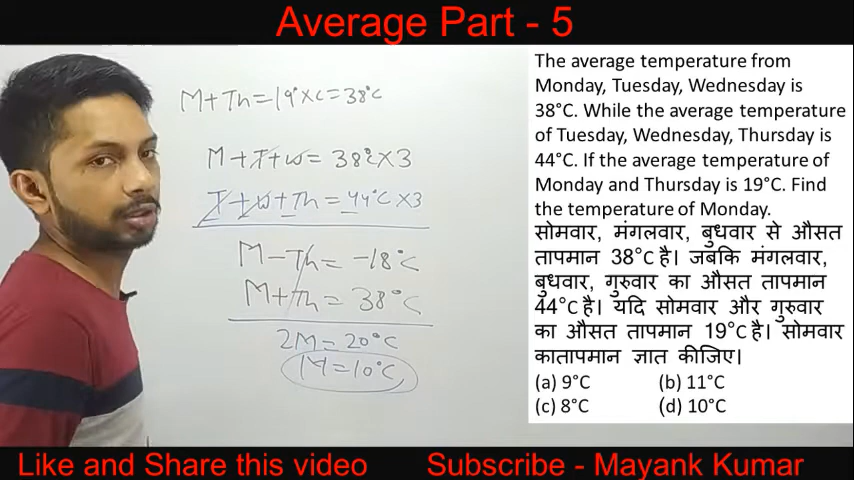 Average Part - 5
M+Th=19°×2=38°C
M+T+W= 38°C×3
T+W+Th=44°C×3
M-Th= -18°C
M+Th= 38°C
2M=20°C
M=10°C
The average temperature from
Monday, Tuesday, Wednesday is
38°C. While the average temperature
of Tuesday, Wednesday, Thursday is
44°C. If the average temperature of
Monday and Thursday is 19°C. Find
the temperature of Monday.
सोमवार, मंगलवार, बुधवार से औसत
तापमान 38°C है। जबकि मंगलवार,
बुधवार, गुरुवार का औसत तापमान
44°C है। यदि सोमवार और गुरुवार
का औसत तापमान 19°C है। सोमवार
कातापमान ज्ञात कीजिए।
(a) 9°C (b) 11°C
(c) 8°C (d) 10°C
Like and Share this video Subscribe - Mayank Kumar